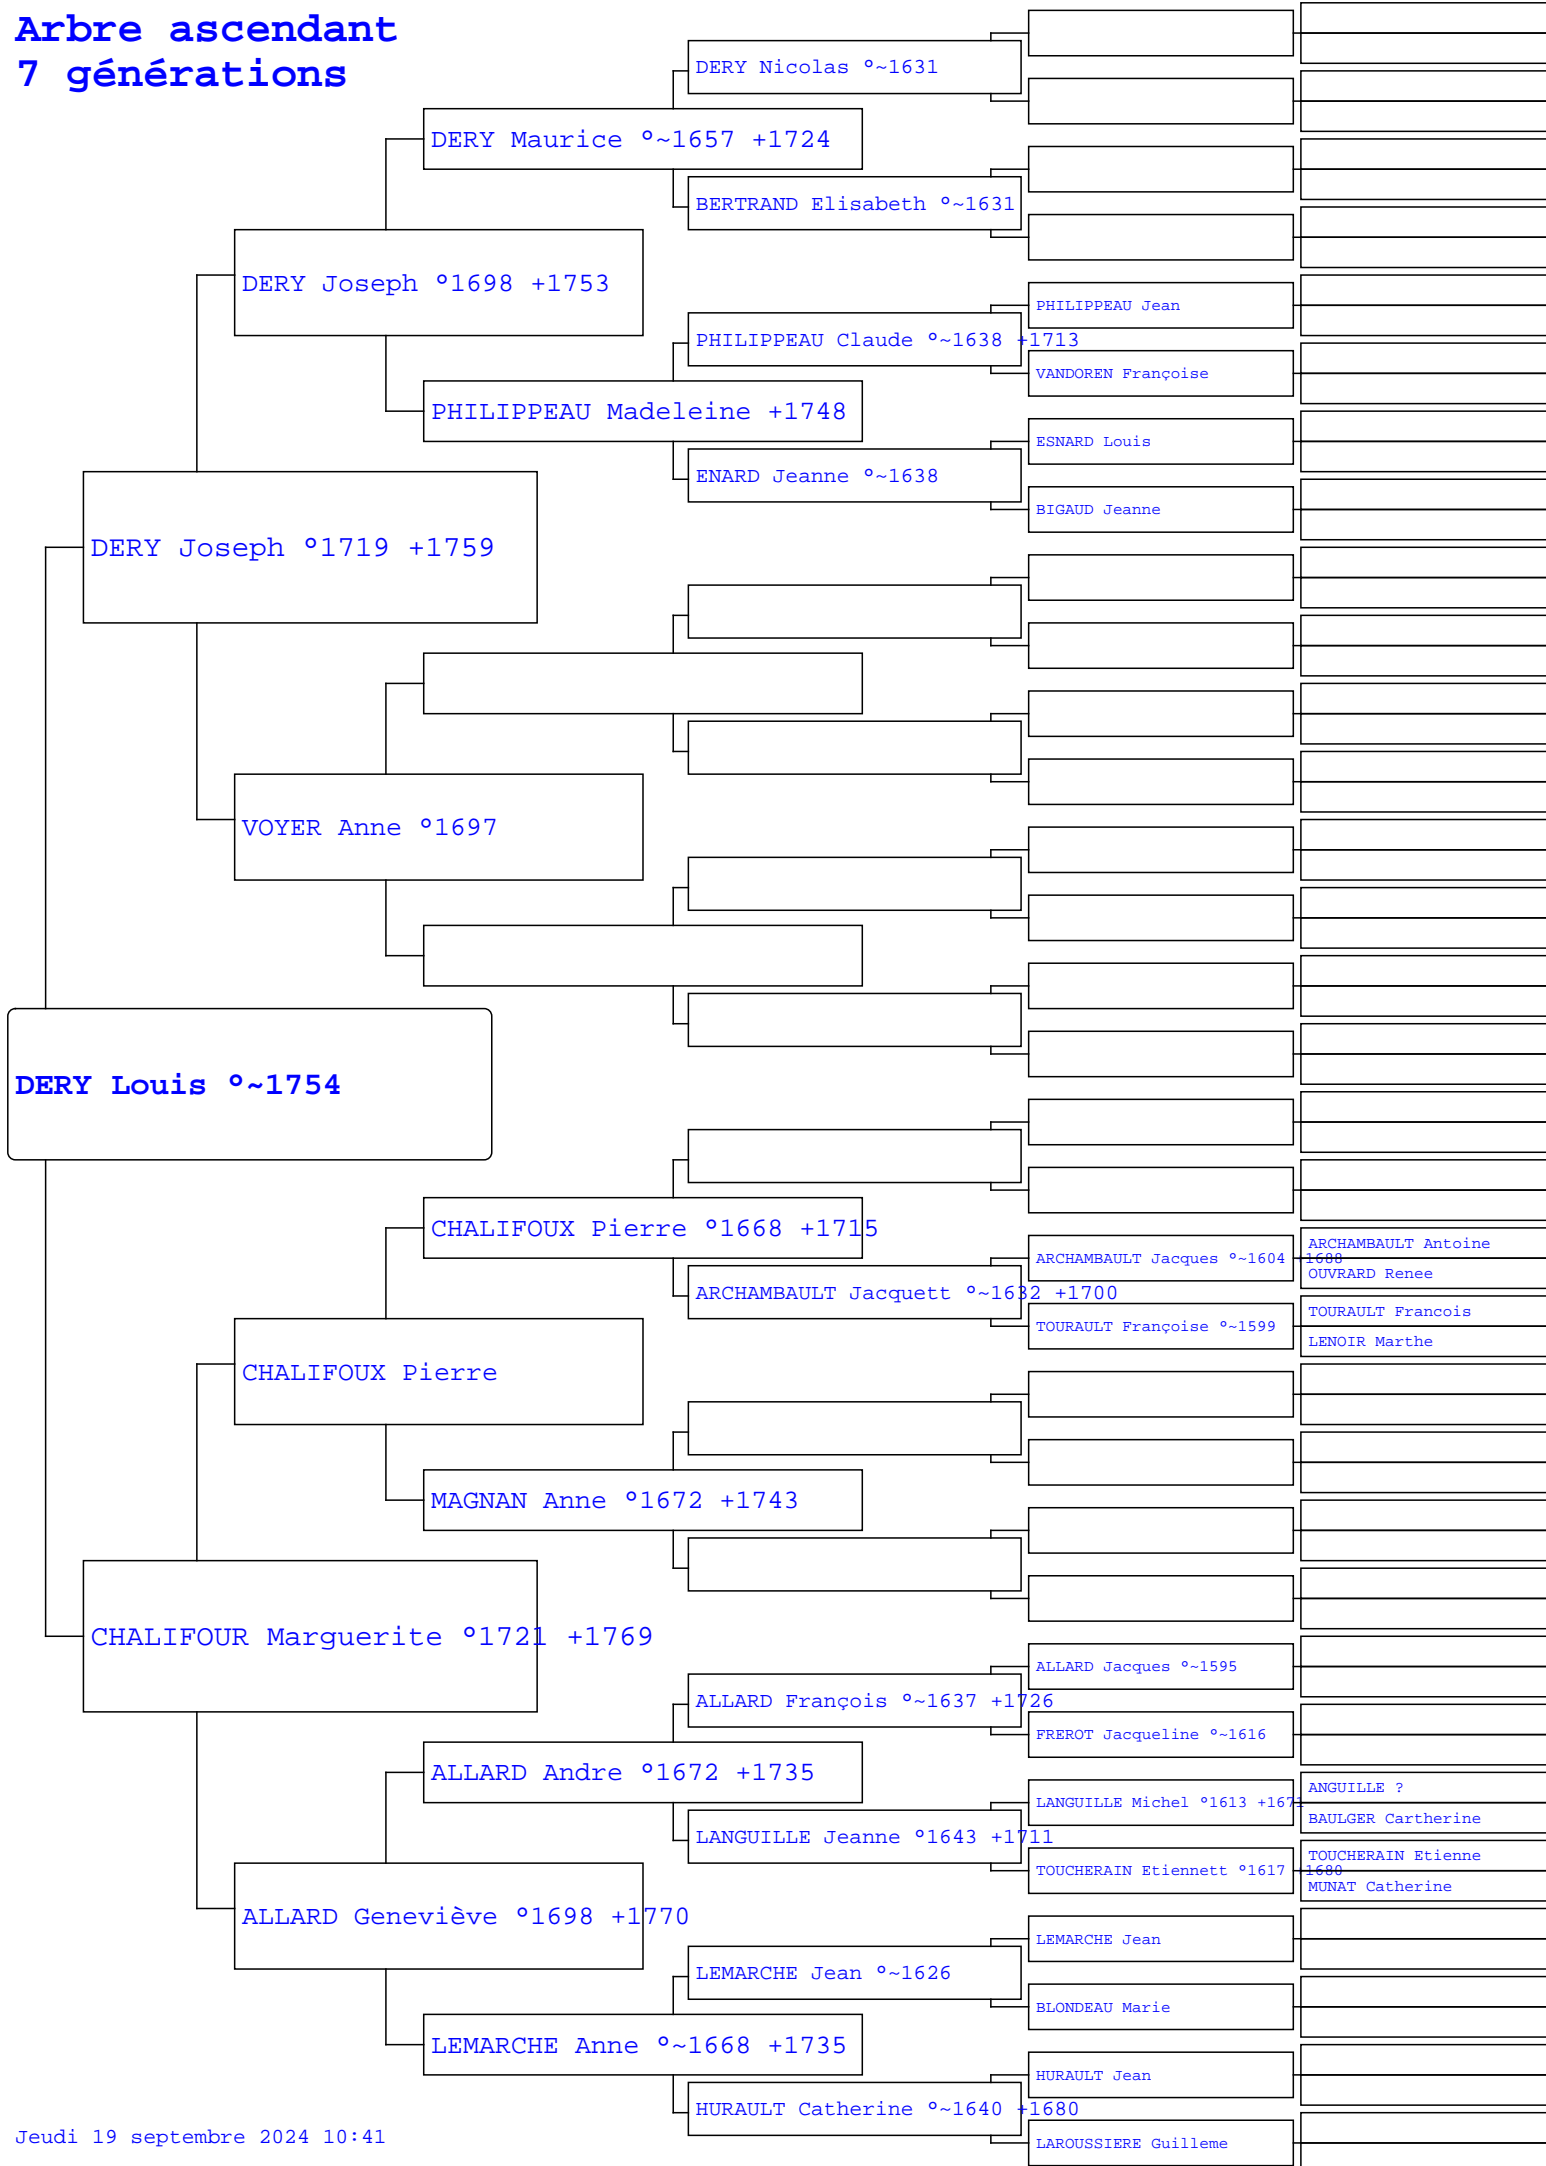 Arbre ascendant
7 générations
DERY Nicolas °~1631
DERY Maurice °~1657 +1724
BERTRAND Elisabeth °~1631
DERY Joseph °1698 +1753
PHILIPPEAU Jean
PHILIPPEAU Claude °~1638 +1713
VANDOREN Françoise
PHILIPPEAU Madeleine +1748
ESNARD Louis
ENARD Jeanne °~1638
BIGAUD Jeanne
DERY Joseph °1719 +1759
VOYER Anne °1697
DERY Louis °~1754
CHALIFOUX Pierre °1668 +1715
ARCHAMBAULT Antoine
ARCHAMBAULT Jacques °~1604 +1688
OUVRARD Renee
ARCHAMBAULT Jacquett °~1632 +1700
TOURAULT Francois
TOURAULT Françoise °~1599
LENOIR Marthe
CHALIFOUX Pierre
MAGNAN Anne °1672 +1743
CHALIFOUR Marguerite °1721 +1769
ALLARD Jacques °~1595
ALLARD François °~1637 +1726
FREROT Jacqueline °~1616
ALLARD Andre °1672 +1735
ANGUILLE ?
LANGUILLE Michel °1613 +1671
BAULGER Cartherine
LANGUILLE Jeanne °1643 +1711
TOUCHERAIN Etienne
TOUCHERAIN Etiennett °1617 +1680
MUNAT Catherine
ALLARD Geneviève °1698 +1770
LEMARCHE Jean
LEMARCHE Jean °~1626
BLONDEAU Marie
LEMARCHE Anne °~1668 +1735
HURAULT Jean
HURAULT Catherine °~1640 +1680
LAROUSSIERE Guilleme
Jeudi 19 septembre 2024 10:41